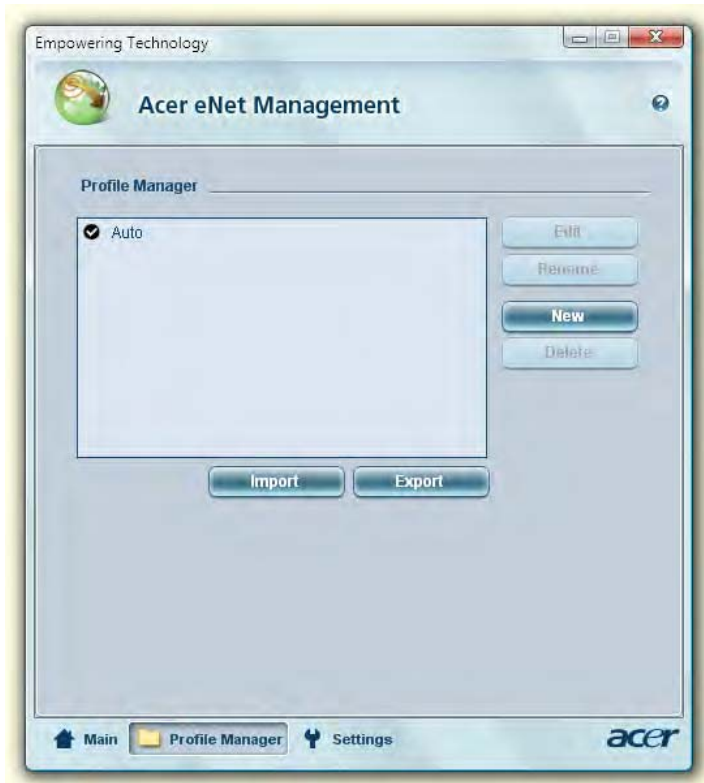 Empowering Technology
Acer eNet Management
Profile Manager
Auto
Edit
Rename
New
Delete
Import
Export
Main
Profile Manager
Settings
acer